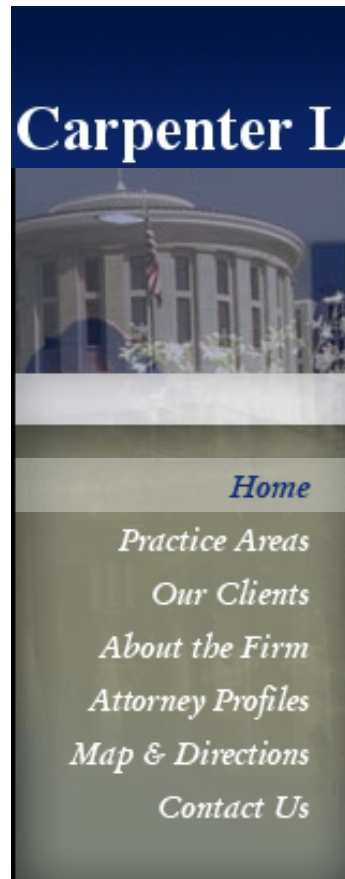 Carpenter L
Home
Practice Areas
Our Clients
About the Firm
Attorney Profiles
Map & Directions
Contact Us